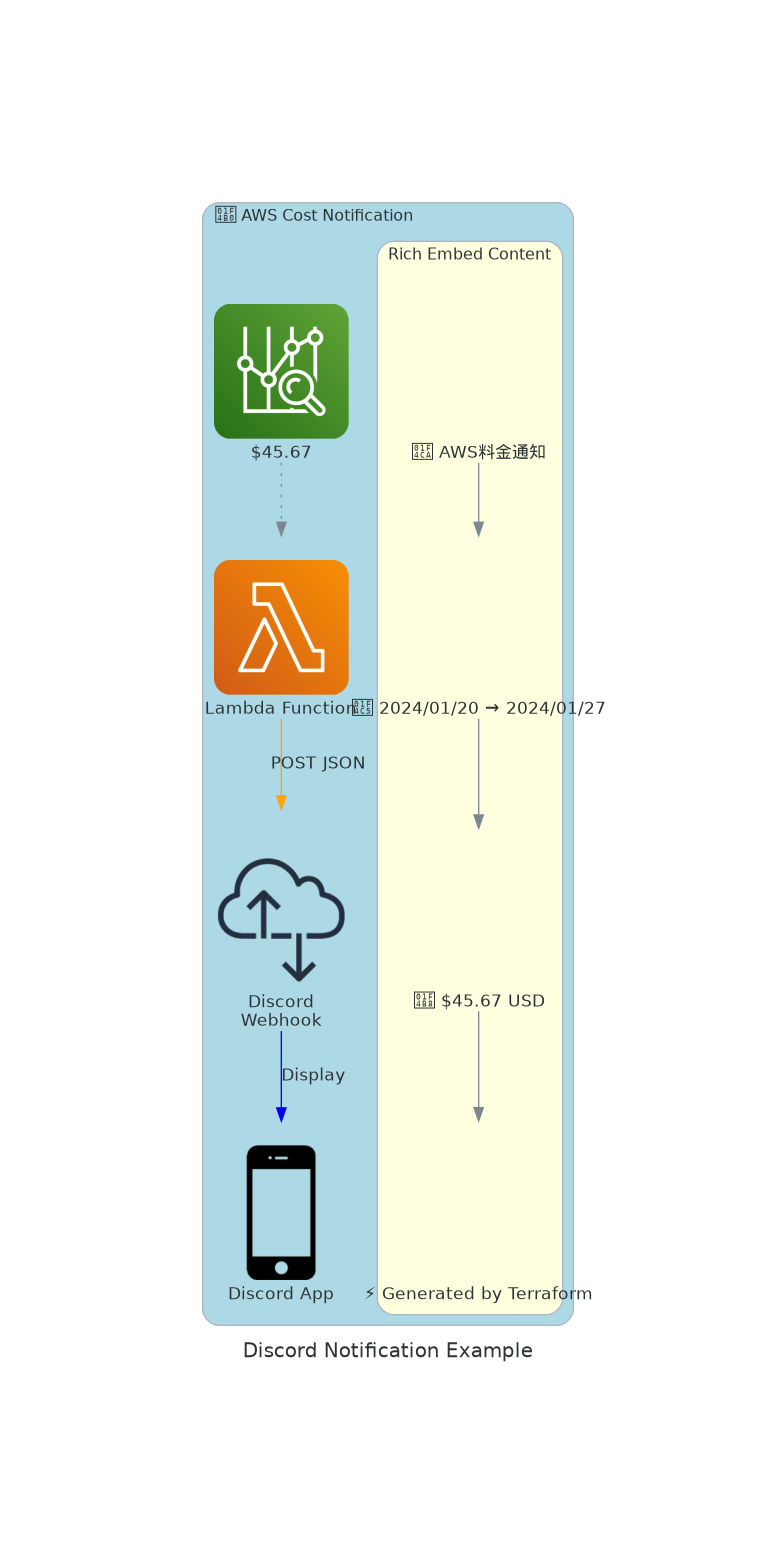 💰 AWS Cost Notification
Rich Embed Content
$45.67
📊 AWS料金通知
Lambda Function
📅 2024/01/20 → 2024/01/27
POST JSON
Discord
Webhook
💸 $45.67 USD
Display
Discord App
⚡ Generated by Terraform
Discord Notification Example